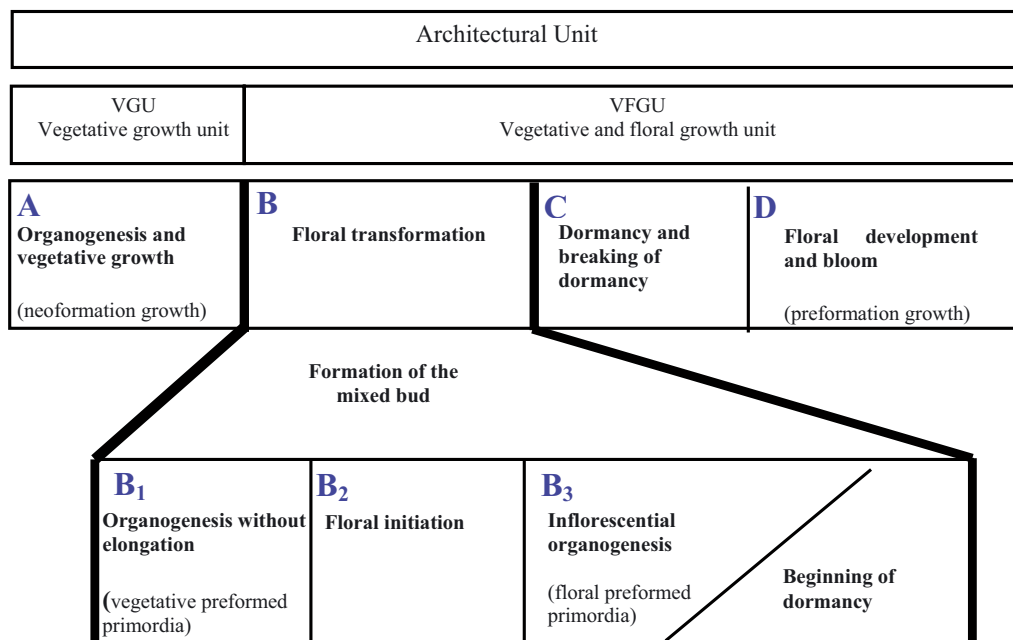 Architectural Unit
VGU
Vegetative growth unit
VFGU
Vegetative and floral growth unit
A
Organogenesis and
vegetative growth
(neoformation growth)
B
Floral transformation
C
Dormancy and
breaking of
dormancy
D
Floral development
and bloom
(preformation growth)
Formation of the
mixed bud
B₁
Organogenesis without
elongation
(vegetative preformed
primordia)
B₂
Floral initiation
B₃
Inflorescential
organogenesis
(floral preformed
primordia)
Beginning of
dormancy